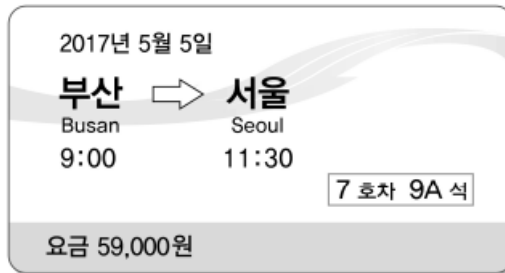 2017년 5월 5일
부산 ⇨ 서울
Busan Seoul
9:00 11:30
7 호차 9A 석
요금 59,000원